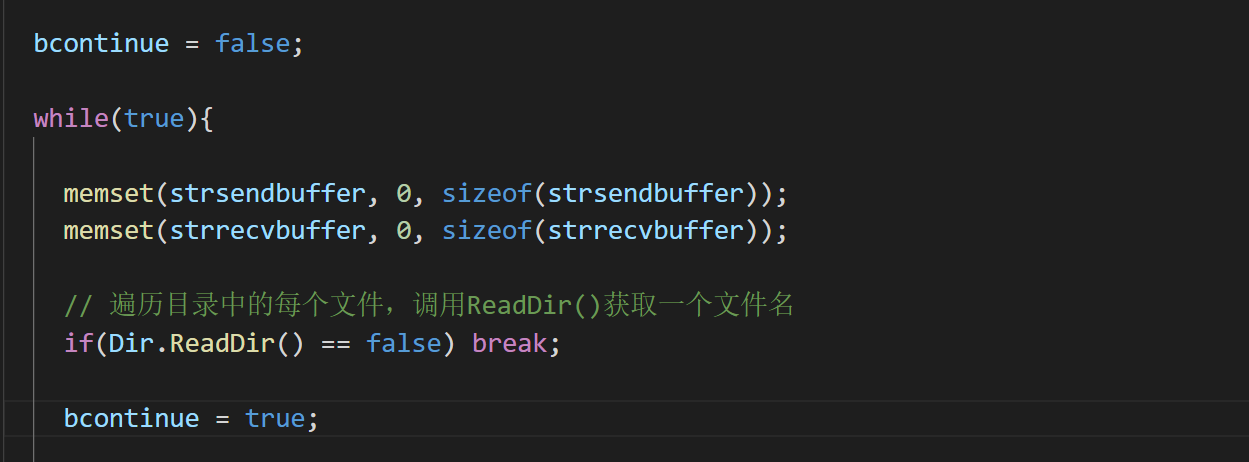 bcontinue = false;
while(true){
memset(strsendbuffer, 0, sizeof(strsendbuffer));
memset(strrecvbuffer, 0, sizeof(strrecvbuffer));
// 遍历目录中的每个文件，调用ReadDir()获取一个文件名
if(Dir.ReadDir() == false) break;
bcontinue = true;